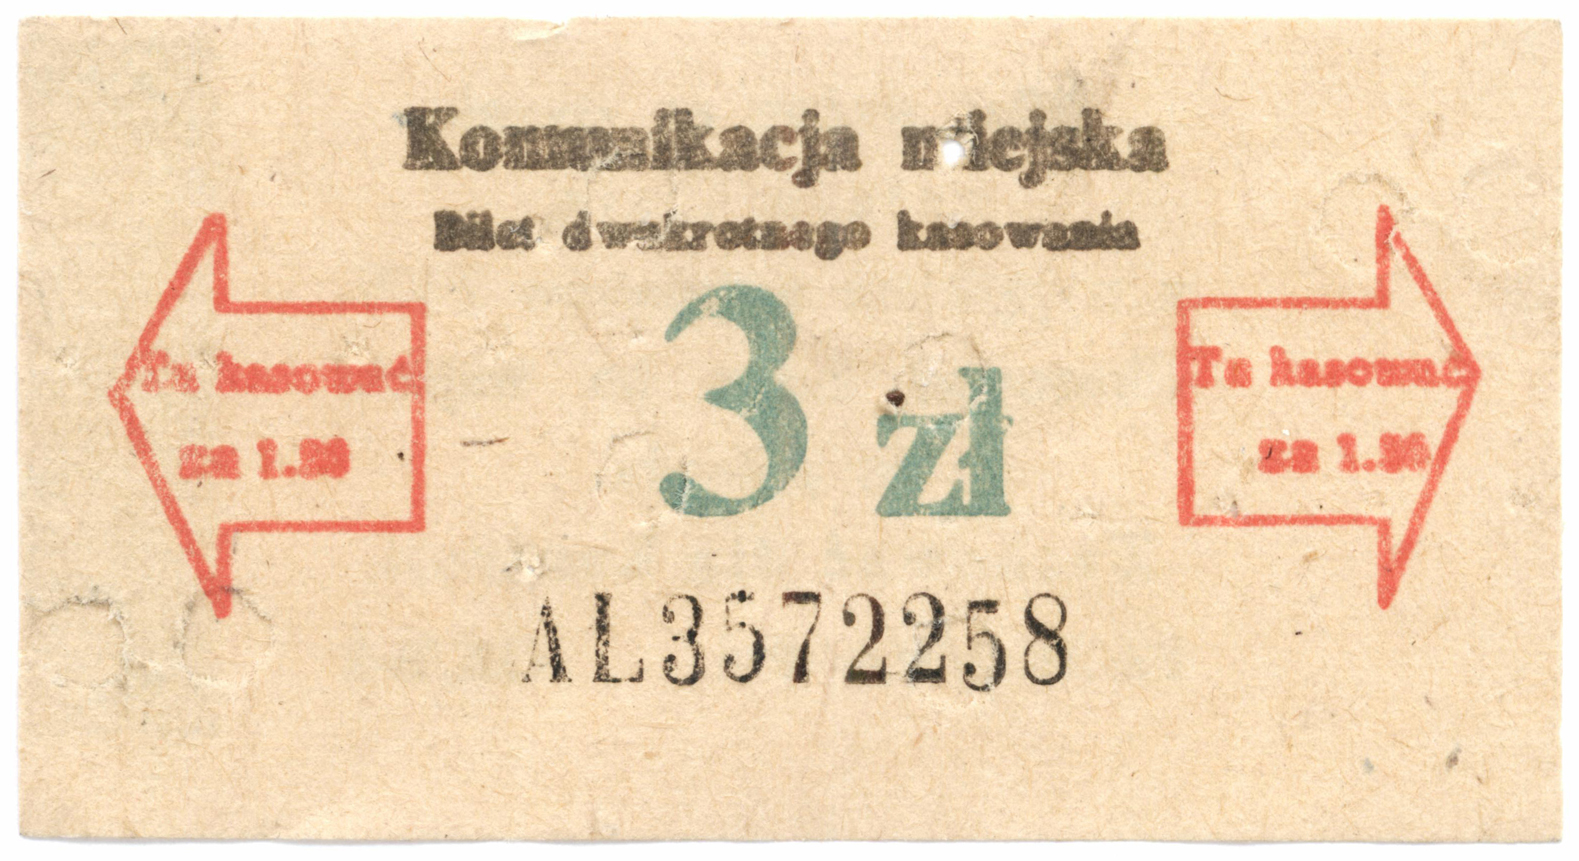 Komunikacja miejska
Bilet dwukrotnego kasowania
Tu kasować
za 1.50
3 zł
Tu kasować
za 1.50
AL3572258